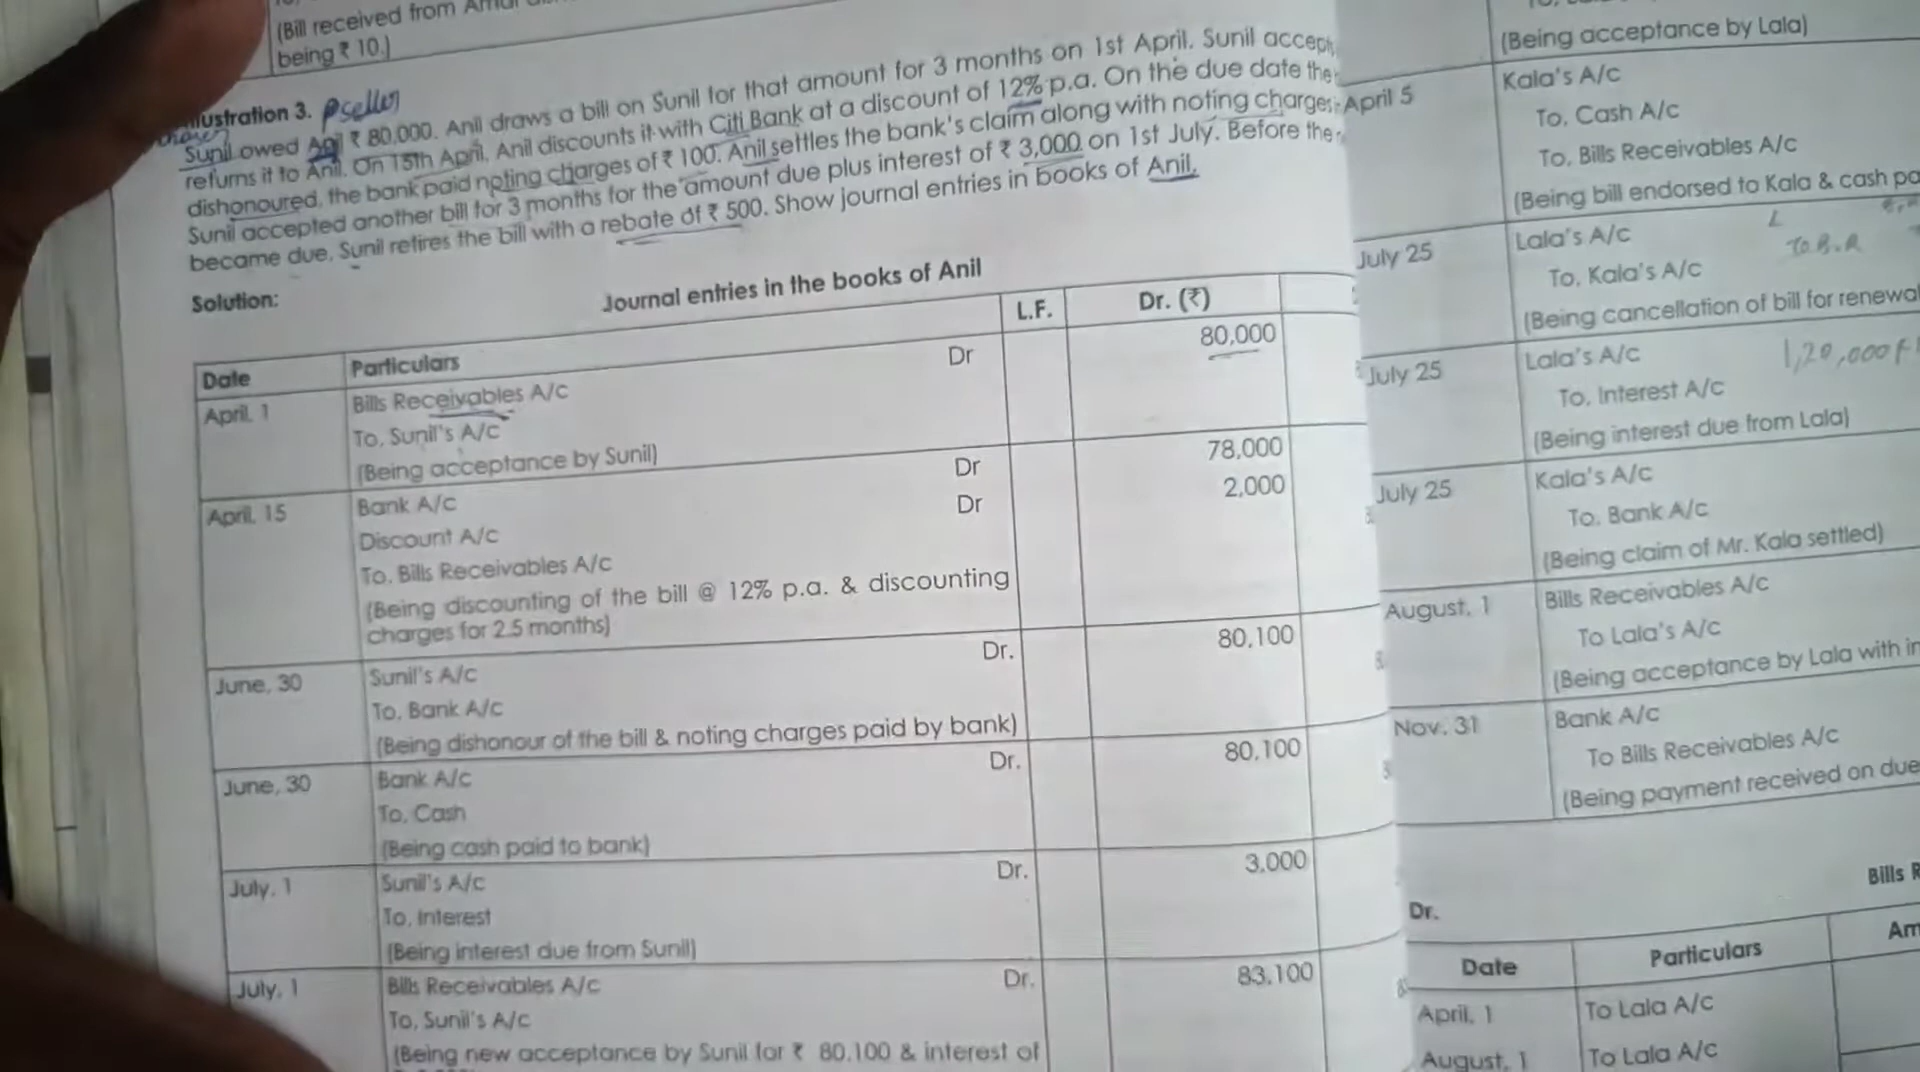 (Bill received from
being ₹ 10.)
Illustration 3. seller
Sunil owed Anil ₹ 80,000. Anil draws a bill on Sunil for that amount for 3 months on 1st April. Sunil accepts
returns it to Anil. On 15th April, Anil discounts it with Citi Bank at a discount of 12% p.a. On the due date the
dishonoured, the bank paid noting charges of ₹ 100. Anil settles the bank's claim along with noting charges
Sunil accepted another bill for 3 months for the amount due plus interest of ₹ 3,000 on 1st July. Before the
became due, Sunil retires the bill with a rebate of ₹ 500. Show journal entries in books of Anil.
Solution:
Journal entries in the books of Anil
Date Particulars L.F. Dr. (₹)
April, 1 Bills Receivables A/c Dr 80,000
To, Sunil's A/c
(Being acceptance by Sunil)
April, 15 Bank A/c Dr 78,000
Discount A/c Dr 2,000
To, Bills Receivables A/c
(Being discounting of the bill @ 12% p.a. & discounting
charges for 2.5 months)
June, 30 Sunil's A/c Dr. 80,100
To, Bank A/c
(Being dishonour of the bill & noting charges paid by bank)
June, 30 Bank A/c Dr. 80,100
To, Cash
(Being cash paid to bank)
July, 1 Sunil's A/c Dr. 3,000
To, Interest
(Being interest due from Sunil)
July, 1 Bills Receivables A/c Dr. 83,100
To, Sunil's A/c
(Being new acceptance by Sunil for ₹ 80,100 & interest of
(Being acceptance by Lala)
April 5 Kala's A/c
To, Cash A/c
To, Bills Receivables A/c
(Being bill endorsed to Kala & cash
July 25 Lala's A/c
To B.R
To, Kala's A/c
(Being cancellation of bill for renewal
July 25 Lala's A/c 1,20,000
To, Interest A/c
(Being interest due from Lala)
July 25 Kala's A/c
To, Bank A/c
(Being claim of Mr. Kala settled)
August, 1 Bills Receivables A/c
To Lala's A/c
(Being acceptance by Lala with
Nov. 31 Bank A/c
To Bills Receivables A/c
(Being payment received on due
Bills
Dr.
Date Particulars
April, 1 To Lala A/c
August, 1 To Lala A/c